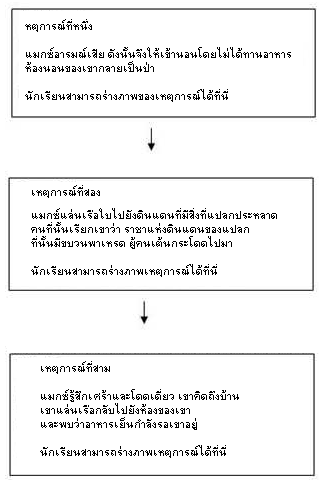 หตุการณ์ที่หนึ่ง
แมกซ์อารมณ์เสีย ดังนั้นจึงให้เข้านอนโดยไม่ได้ทานอาหาร
ห้องนอนของเขากลายเป็นป่า
นักเรียนสามารถร่างภาพของเหตุการณ์ได้ที่นี่
เหตุการณ์ที่สอง
แมกซ์แล่นเรือใบไปยังดินแดนที่มีสิ่งที่แปลกประหลาด
คนที่นั้นเรียกเขาว่า ราชาแห่งดินแดนของแปลก
ที่นั้นมีขบวนพาเหรด ผู้คนเต้นกระโดดไปมา
นักเรียนสามารถร่างภาพเหตุการณ์ได้ที่นี่
เหตุการณ์ที่สาม
แมกซ์รู้สึกเศร้าและโดดเดี่ยว เขาคิดถึงบ้าน
เขาแล่นเรือกลับไปยังห้องของเขา
และพบว่าอาหารเย็นกำลังรอเขาอยู่
นักเรียนสามารถร่างภาพเหตุการณ์ได้ที่นี่